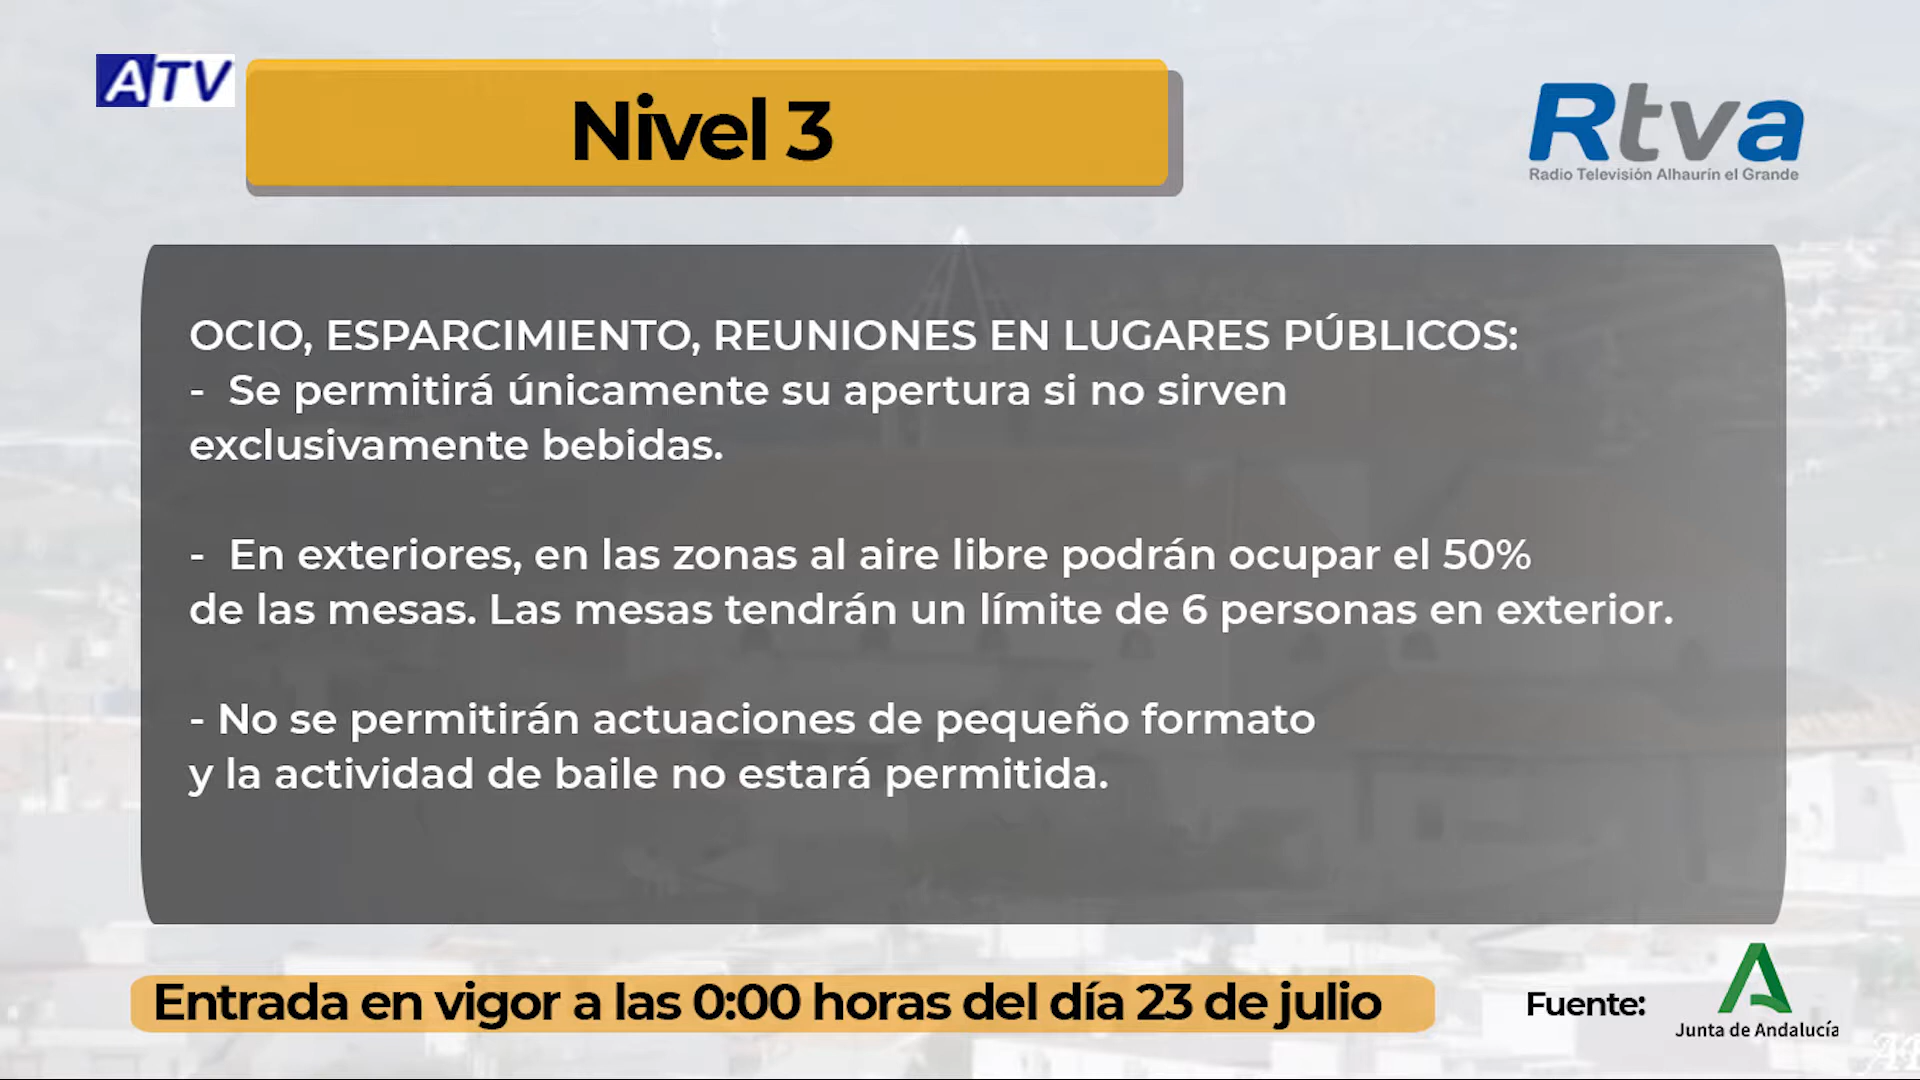 ATV
Nivel 3
Rtva
Radio Televisión Alhaurín el Grande
OCIO, ESPARCIMIENTO, REUNIONES EN LUGARES PÚBLICOS:
- Se permitirá únicamente su apertura si no sirven
exclusivamente bebidas.
- En exteriores, en las zonas al aire libre podrán ocupar el 50%
de las mesas. Las mesas tendrán un límite de 6 personas en exterior.
- No se permitirán actuaciones de pequeño formato
y la actividad de baile no estará permitida.
Entrada en vigor a las 0:00 horas del día 23 de julio
Fuente:
Junta de Andalucía